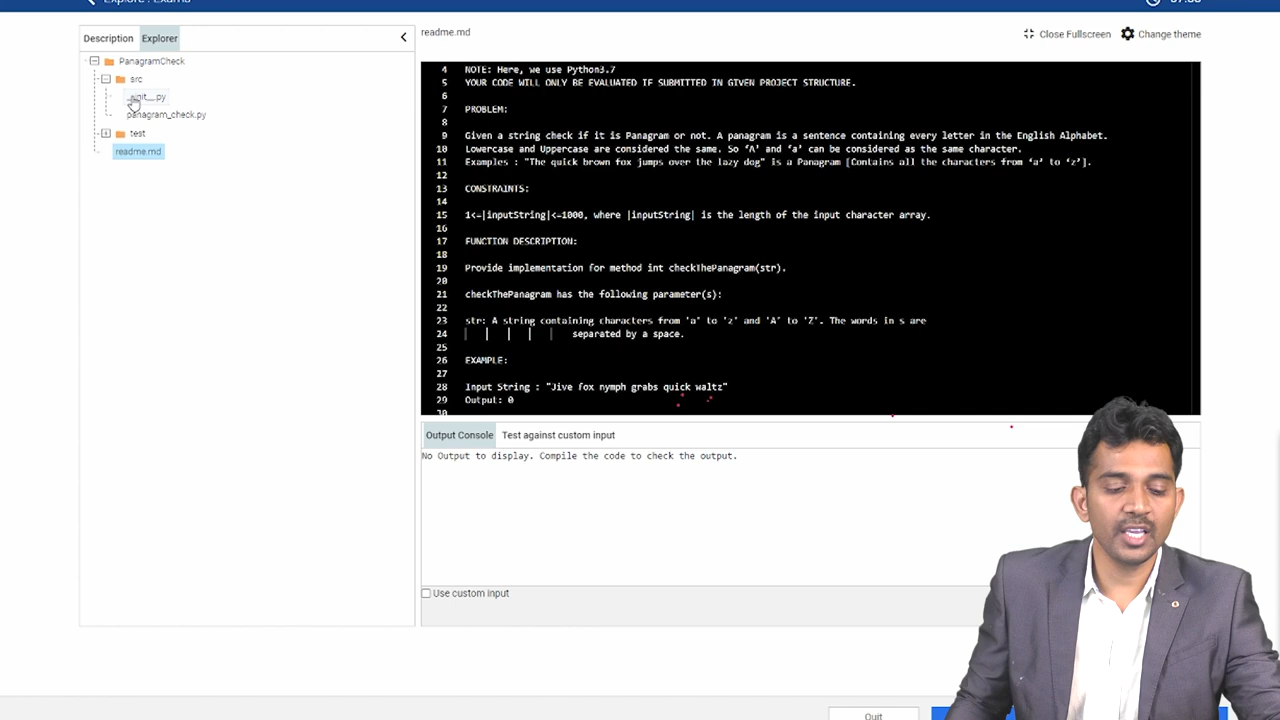 Explore : Exams
Description
Explorer
PanagramCheck
src
__init__.py
panagram_check.py
test
readme.md
readme.md
Close Fullscreen
Change theme
4 NOTE: Here, we use Python3.7
5 YOUR CODE WILL ONLY BE EVALUATED IF SUBMITTED IN GIVEN PROJECT STRUCTURE.
6
7 PROBLEM:
8
9 Given a string check if it is Panagram or not. A panagram is a sentence containing every letter in the English Alphabet.
10 Lowercase and Uppercase are considered the same. So ‘A’ and ‘a’ can be considered as the same character.
11 Examples : "The quick brown fox jumps over the lazy dog" is a Panagram [Contains all the characters from ‘a’ to ‘z’].
12
13 CONSTRAINTS:
14
15 1<=|inputString|<=1000, where |inputString| is the length of the input character array.
16
17 FUNCTION DESCRIPTION:
18
19 Provide implementation for method int checkThePanagram(str).
20
21 checkThePanagram has the following parameter(s):
22
23 str: A string containing characters from 'a' to 'z' and 'A' to 'Z'. The words in s are
24 separated by a space.
25
26 EXAMPLE:
27
28 Input String : "Jive fox nymph grabs quick waltz"
29 Output: 0
30
Output Console
Test against custom input
No Output to display. Compile the code to check the output.
Use custom input
Quit